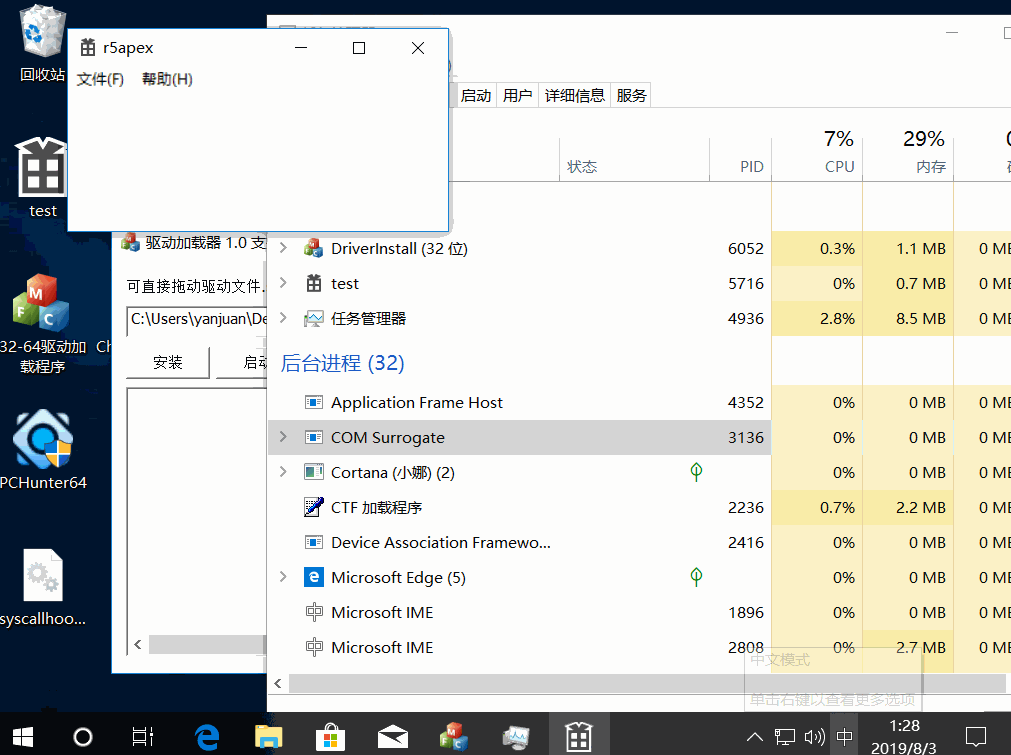 回收站
test
32-64驱动加
载程序
Ch
PCHunter64
syscallhoo...
r5apex
文件(F) 帮助(H)
驱动加载器 1.0 支
可直接拖动驱动文件.
C:\Users\yanjuan\De
安装 启动
启动 用户 详细信息 服务
7% 29%
状态 PID CPU 内存
DriverInstall (32 位) 6052 0.3% 1.1 MB 0 MB
test 5716 0% 0.7 MB 0 MB
任务管理器 4936 2.8% 8.5 MB 0 MB
后台进程 (32)
Application Frame Host 4352 0% 0 MB 0 MB
COM Surrogate 3136 0% 0 MB 0 MB
Cortana (小娜) (2) 0% 0 MB 0 MB
CTF 加载程序 2236 0.7% 2.2 MB 0 MB
Device Association Framewo... 2416 0% 0 MB 0 MB
Microsoft Edge (5) 0% 0 MB 0 MB
Microsoft IME 1896 0% 0 MB 0 MB
Microsoft IME 2808 0% 2.7 MB 0 MB
中文模式
单击右键以查看更多选项
中
1:28
2019/8/3